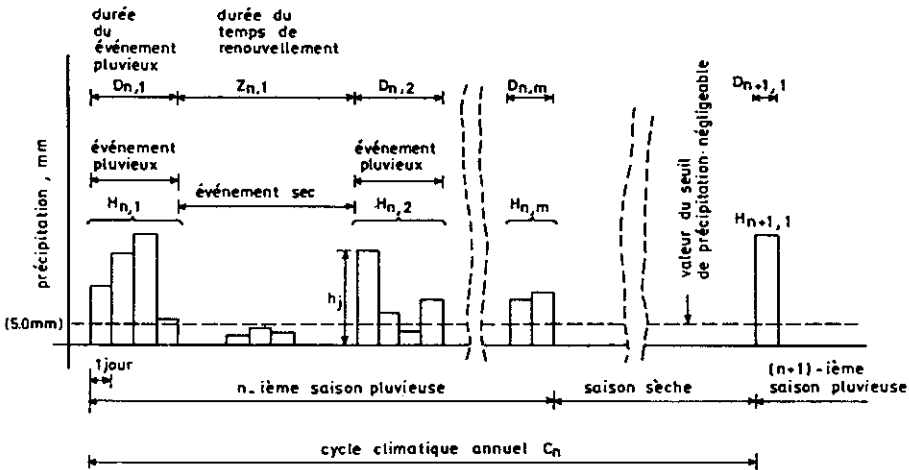 durée
du
événement
pluvieux
durée du
temps de
renouvellement
Dn,1
Zn,1
Dn,2
Dn,m
Dn+1,1
événement
pluvieux
événement sec
événement
pluvieux
Hn,1
Hn,2
Hn,m
Hn+1,1
valeur du seuil
de précipitation négligeable
précipitation, mm
hj
(5.0mm)
1jour
n-ième saison pluvieuse
saison sèche
(n+1)-ième
saison pluvieuse
cycle climatique annuel Cn